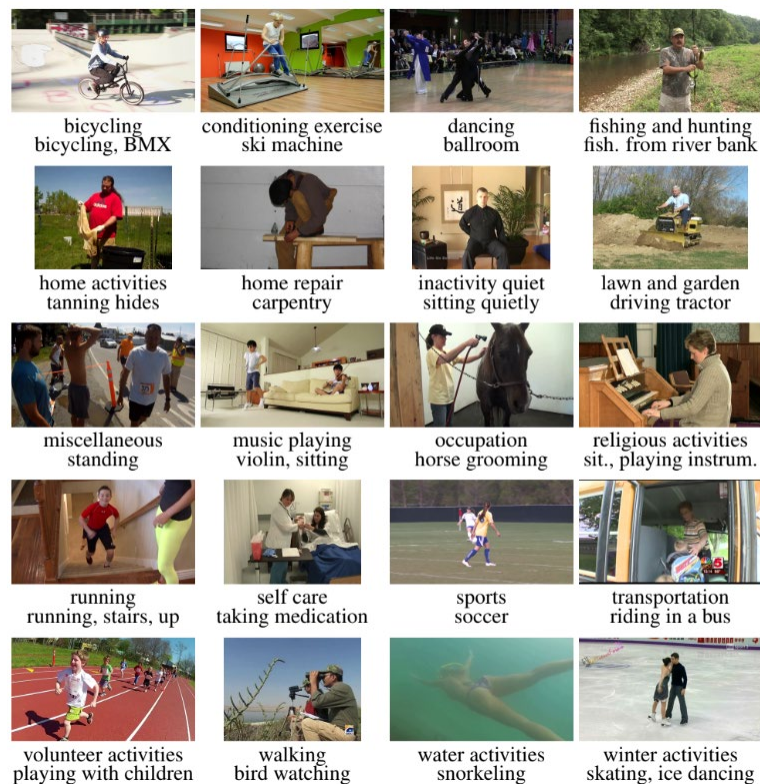 bicycling
bicycling, BMX
conditioning exercise
ski machine
dancing
ballroom
fishing and hunting
fish. from river bank
home activities
tanning hides
home repair
carpentry
inactivity quiet
sitting quietly
lawn and garden
driving tractor
miscellaneous
standing
music playing
violin, sitting
occupation
horse grooming
religious activities
sit., playing instrum.
running
running, stairs, up
self care
taking medication
sports
soccer
transportation
riding in a bus
volunteer activities
playing with children
walking
bird watching
water activities
snorkeling
winter activities
skating, ice dancing